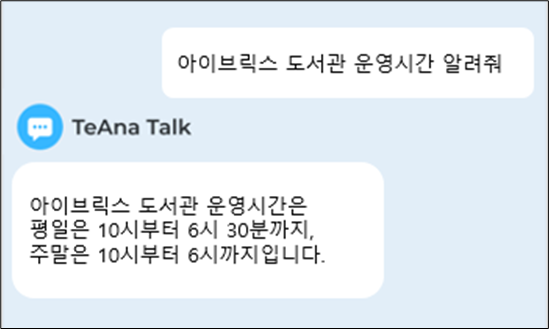 아이브릭스 도서관 운영시간 알려줘
TeAna Talk
아이브릭스 도서관 운영시간은
평일은 10시부터 6시 30분까지,
주말은 10시부터 6시까지입니다.